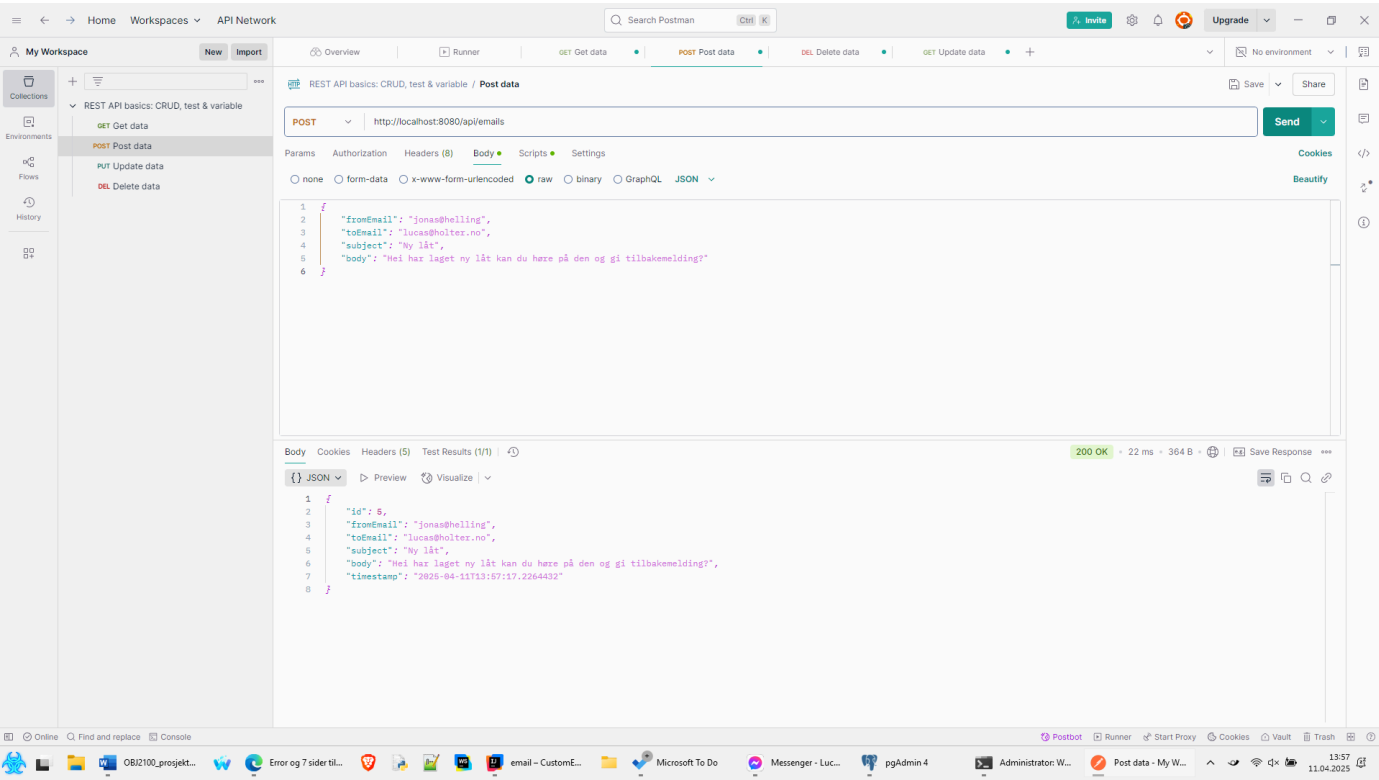 Home Workspaces API Network Search Postman Ctrl K Invite Upgrade
My Workspace New Import Overview Runner GET Get data POST Post data DEL Delete data GET Update data No environment
Collections
Environments
Flows
History
REST API basics: CRUD, test & variable
GET Get data
POST Post data
PUT Update data
DEL Delete data
HTTP REST API basics: CRUD, test & variable / Post data Save Share
POST http://localhost:8080/api/emails Send
Params Authorization Headers (8) Body Scripts Settings Cookies
none form-data x-www-form-urlencoded raw binary GraphQL JSON Beautify
1 {
2 "fromEmail": "jonas@helling",
3 "toEmail": "lucas@holter.no",
4 "subject": "Ny låt",
5 "body": "Hei har laget ny låt kan du høre på den og gi tilbakemelding?"
6 }
Body Cookies Headers (5) Test Results (1/1) 200 OK 22 ms 364 B Save Response
{} JSON Preview Visualize
1 {
2 "id": 5,
3 "fromEmail": "jonas@helling",
4 "toEmail": "lucas@holter.no",
5 "subject": "Ny låt",
6 "body": "Hei har laget ny låt kan du høre på den og gi tilbakemelding?",
7 "timestamp": "2025-04-11T13:57:17.2264432"
8 }
Online Find and replace Console Postbot Runner Start Proxy Cookies Vault Trash
OBJ2100_prosjekt... Error og 7 sider til... email – CustomE... Microsoft To Do Messenger - Luc... pgAdmin 4 Administrator: W... Post data - My W... 13:57
11.04.2025